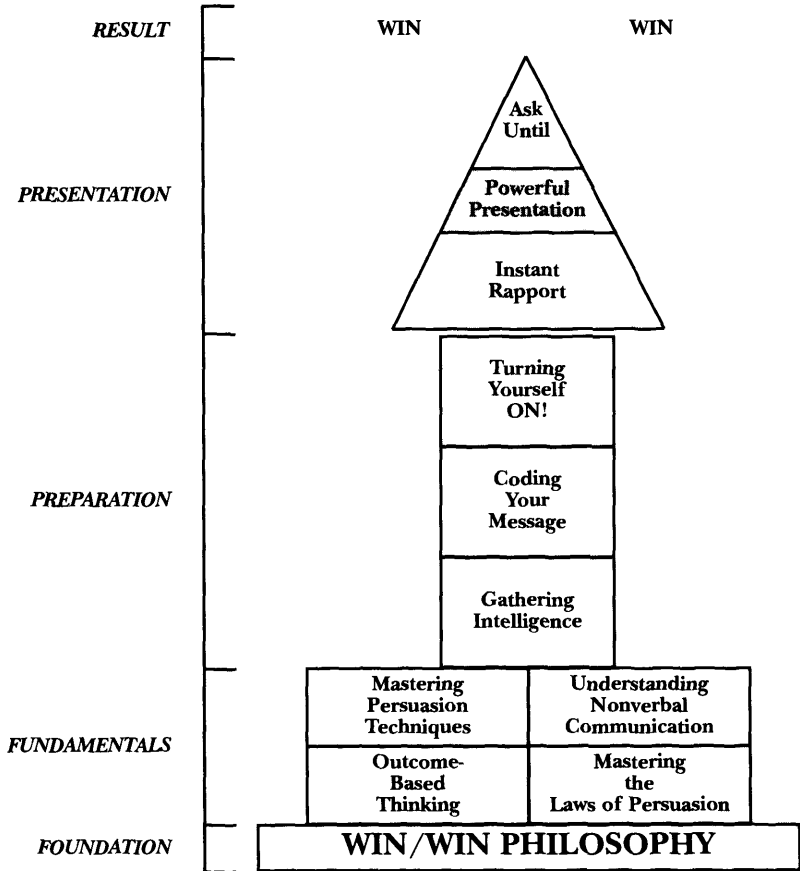 RESULT
WIN WIN
Ask
Until
PRESENTATION
Powerful
Presentation
Instant
Rapport
Turning
Yourself
ON!
PREPARATION
Coding
Your
Message
Gathering
Intelligence
FUNDAMENTALS
Mastering
Persuasion
Techniques
Understanding
Nonverbal
Communication
Outcome-
Based
Thinking
Mastering
the
Laws of Persuasion
FOUNDATION
WIN/WIN PHILOSOPHY